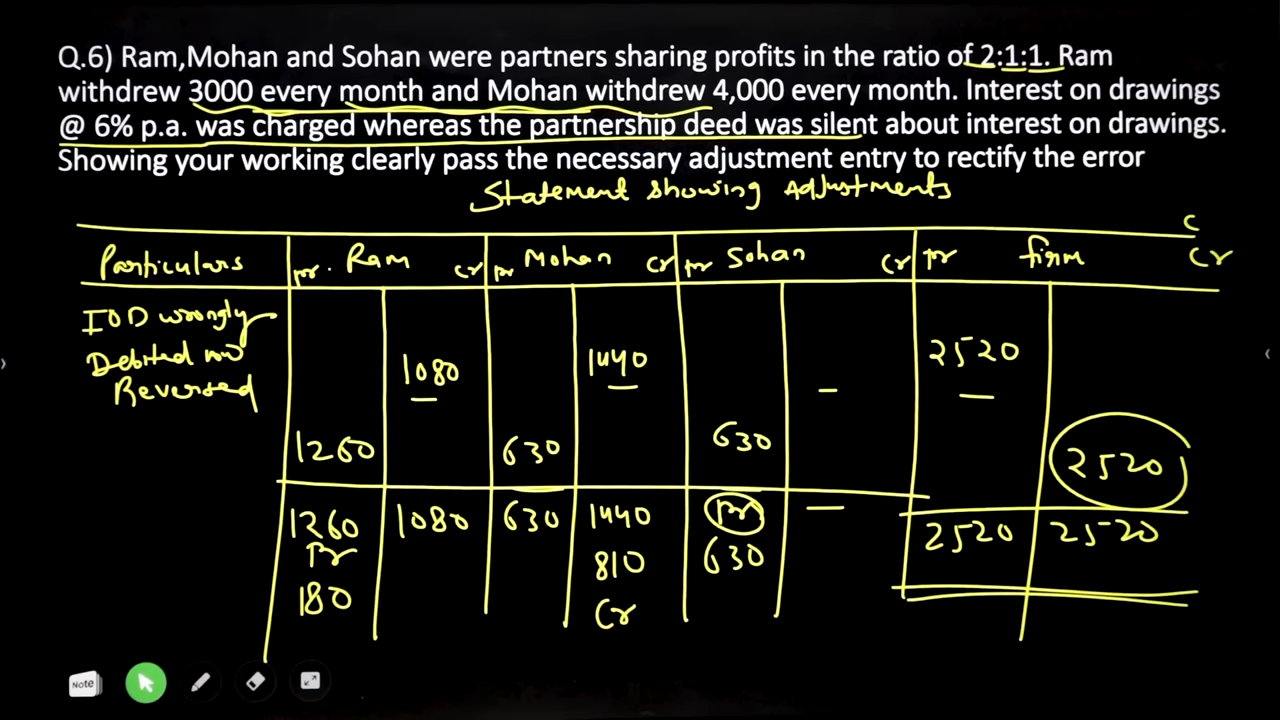 Q.6) Ram,Mohan and Sohan were partners sharing profits in the ratio of 2:1:1. Ram
withdrew 3000 every month and Mohan withdrew 4,000 every month. Interest on drawings
@ 6% p.a. was charged whereas the partnership deed was silent about interest on drawings.
Showing your working clearly pass the necessary adjustment entry to rectify the error
Statement showing Adjustments
C
Particulars Dr. Ram Cr Dr Mohan Cr Dr Sohan Cr Dr firm Cr
IOD wrongly
Debited now
Reversed
1080 1440 — 2520
1260 630 630 2520
1260 1080 630 1440 Dr — 2520 2520
Dr 810 630
180 Cr
Note